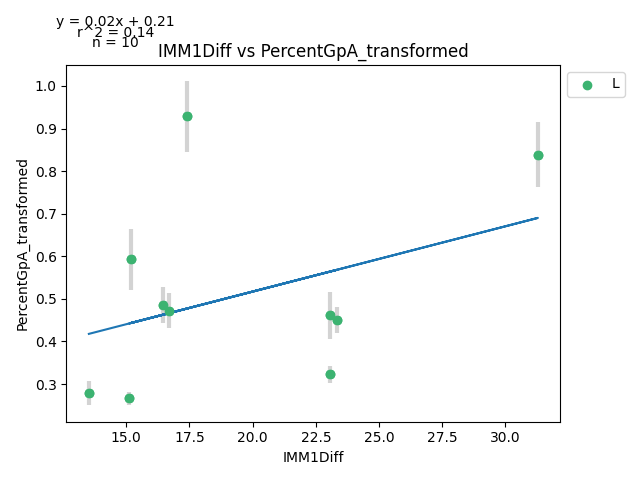 y = 0.02x + 0.21
r^2 = 0.14
n = 10
IMM1Diff vs PercentGpA_transformed
L
PercentGpA_transformed
1.0
0.9
0.8
0.7
0.6
0.5
0.4
0.3
15.0 17.5 20.0 22.5 25.0 27.5 30.0
IMM1Diff